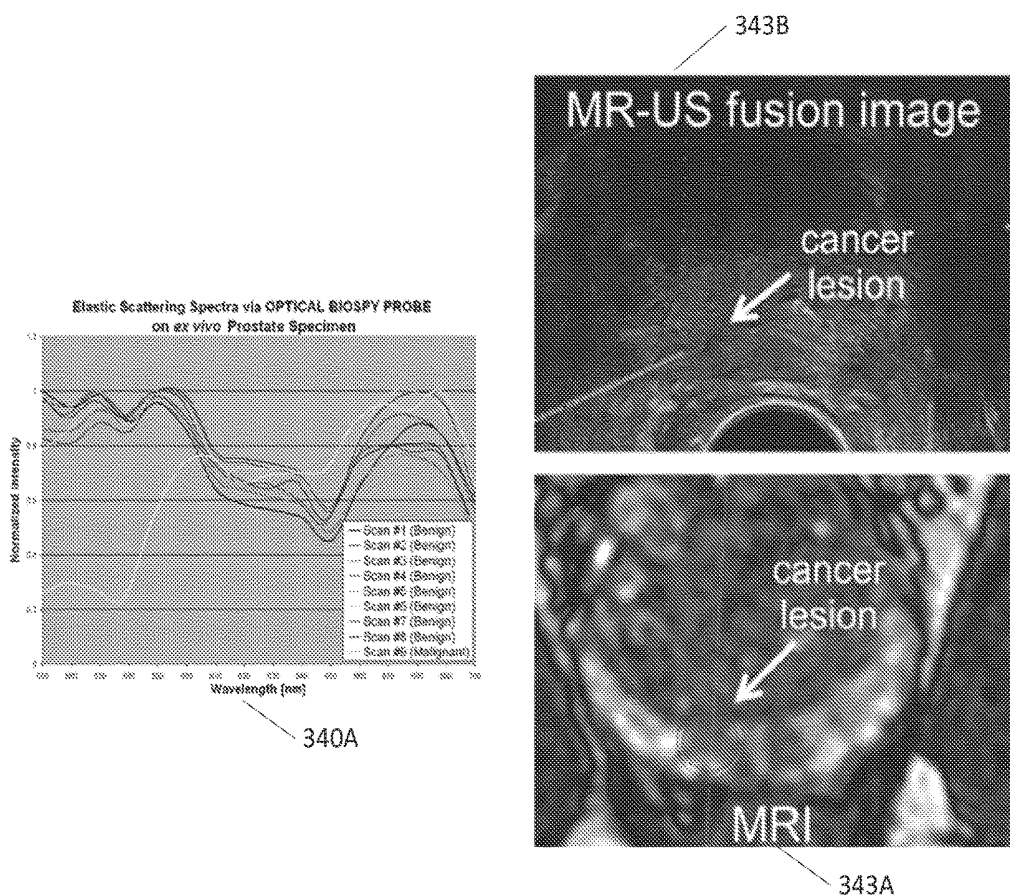 343B
MR-US fusion image
cancer
lesion
Elastic Scattering Spectra via OPTICAL BIOSPY PROBE
on ex vivo Prostate Specimen
Normalized Intensity
Scan #1 (Benign)
Scan #2 (Benign)
Scan #3 (Benign)
Scan #4 (Benign)
(Benign)
(Benign)
Scan #7 (Benign)
Scan #8 (Benign)
(Malignant)
Wavelength [nm]
340A
cancer
lesion
MRI
343A